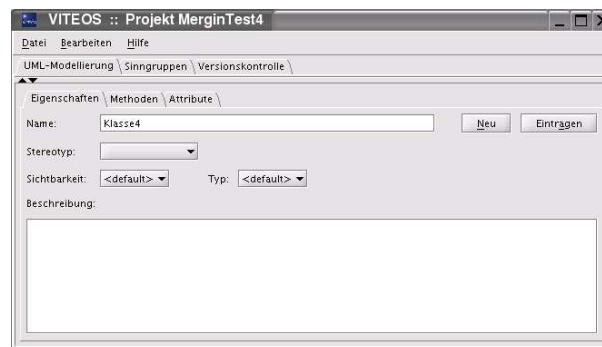 VITEOS :: Projekt MerginTest4
Datei Bearbeiten Hilfe
UML-Modellierung Sinngruppen Versionskontrolle
Eigenschaften Methoden Attribute
Name: Klasse4 Neu Eintragen
Stereotyp:
Sichtbarkeit: <default> Typ: <default>
Beschreibung: